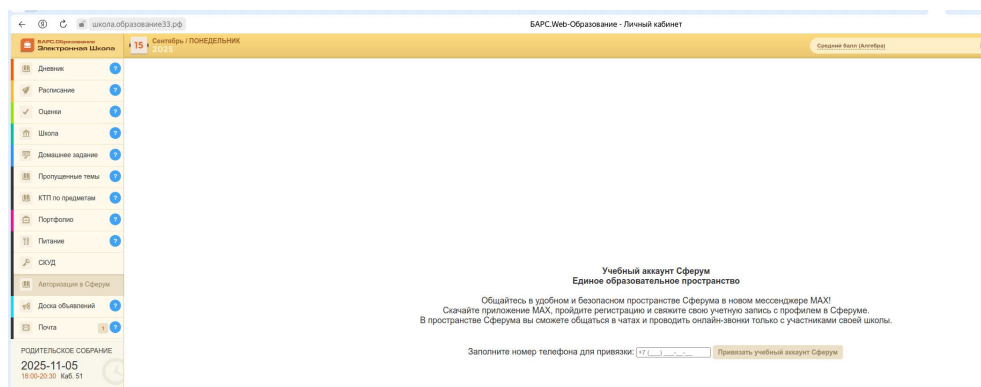 школа.образование33.рф
БАРС.Web-Образование - Личный кабинет
БАРС.Образование
Электронная Школа
15
Сентябрь / ПОНЕДЕЛЬНИК
2025
Средний балл (Алгебра)
Дневник ?
Расписание ?
Оценки ?
Школа ?
Домашнее задание ?
Пропущенные темы ?
КТП по предметам ?
Портфолио ?
Питание ?
СКУД
Авторизация в Сферум
Доска объявлений ?
Почта 1 ?
РОДИТЕЛЬСКОЕ СОБРАНИЕ
2025-11-05
18:00-20:30 Каб. 51
Учебный аккаунт Сферум
Единое образовательное пространство
Общайтесь в удобном и безопасном пространстве Сферума в новом мессенджере MAX!
Скачайте приложение MAX, пройдите регистрацию и свяжите свою учетную запись с профилем в Сферуме.
В пространстве Сферума вы сможете общаться в чатах и проводить онлайн-звонки только с участниками своей школы.
Заполните номер телефона для привязки: +7 (___) ___-__-__ Привязать учебный аккаунт Сферум